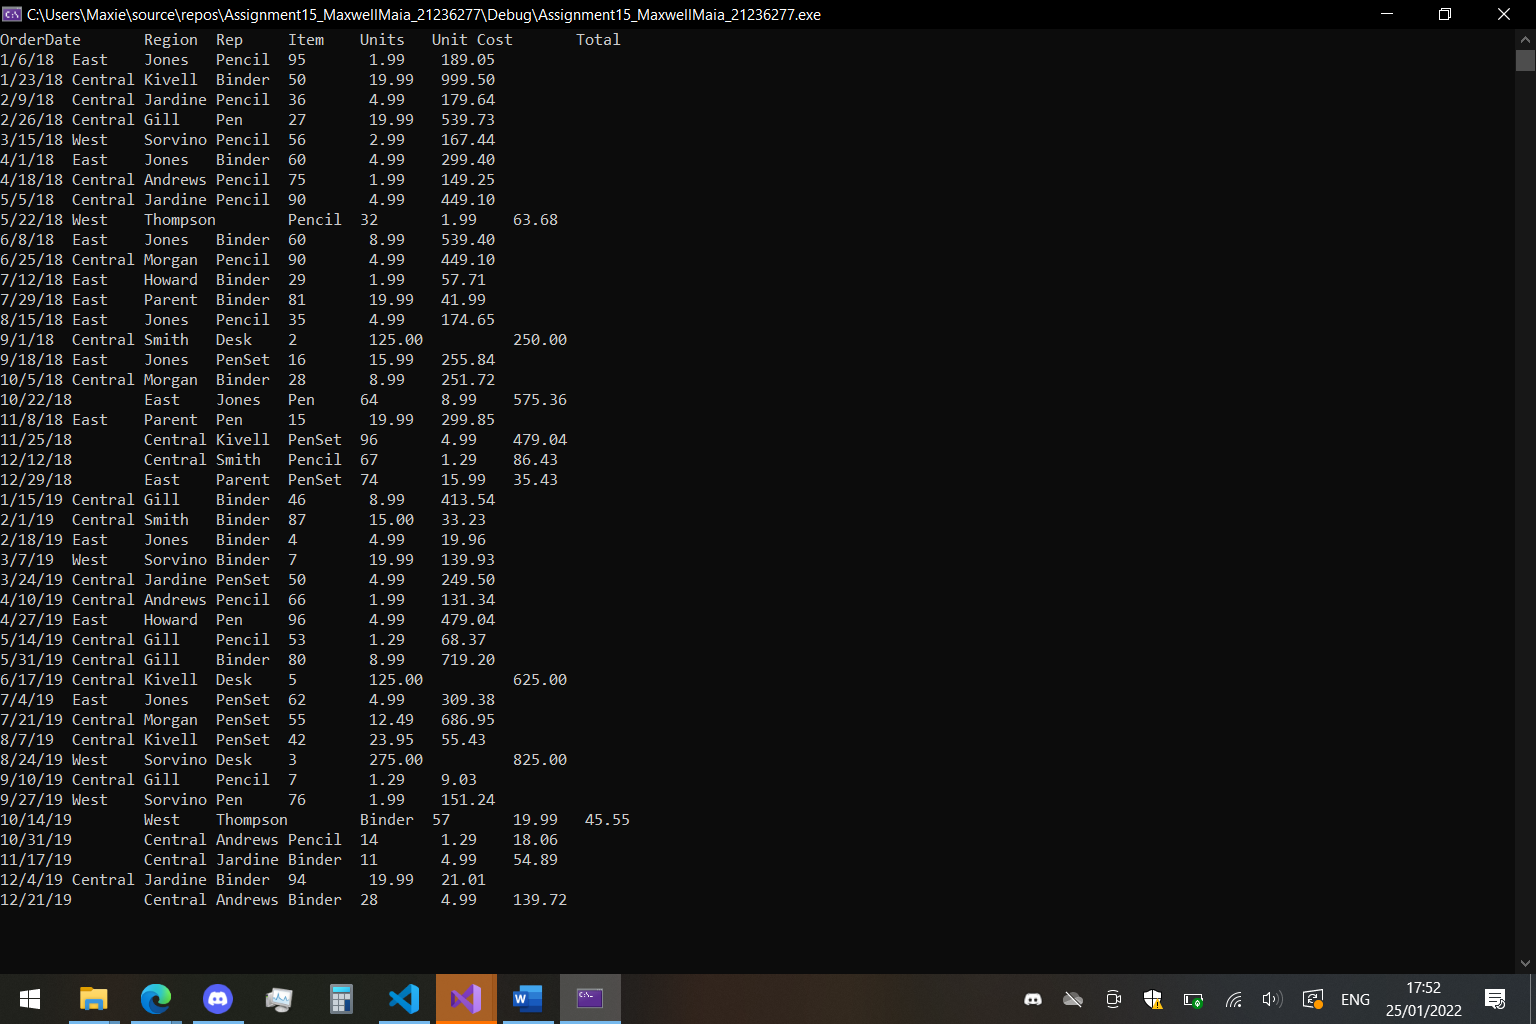 C:\Users\Maxie\source\repos\Assignment15_MaxwellMaia_21236277\Debug\Assignment15_MaxwellMaia_21236277.exe
OrderDate Region Rep Item Units Unit Cost Total
1/6/18 East Jones Pencil 95 1.99 189.05
1/23/18 Central Kivell Binder 50 19.99 999.50
2/9/18 Central Jardine Pencil 36 4.99 179.64
2/26/18 Central Gill Pen 27 19.99 539.73
3/15/18 West Sorvino Pencil 56 2.99 167.44
4/1/18 East Jones Binder 60 4.99 299.40
4/18/18 Central Andrews Pencil 75 1.99 149.25
5/5/18 Central Jardine Pencil 90 4.99 449.10
5/22/18 West Thompson Pencil 32 1.99 63.68
6/8/18 East Jones Binder 60 8.99 539.40
6/25/18 Central Morgan Pencil 90 4.99 449.10
7/12/18 East Howard Binder 29 1.99 57.71
7/29/18 East Parent Binder 81 19.99 41.99
8/15/18 East Jones Pencil 35 4.99 174.65
9/1/18 Central Smith Desk 2 125.00 250.00
9/18/18 East Jones PenSet 16 15.99 255.84
10/5/18 Central Morgan Binder 28 8.99 251.72
10/22/18 East Jones Pen 64 8.99 575.36
11/8/18 East Parent Pen 15 19.99 299.85
11/25/18 Central Kivell PenSet 96 4.99 479.04
12/12/18 Central Smith Pencil 67 1.29 86.43
12/29/18 East Parent PenSet 74 15.99 35.43
1/15/19 Central Gill Binder 46 8.99 413.54
2/1/19 Central Smith Binder 87 15.00 33.23
2/18/19 East Jones Binder 4 4.99 19.96
3/7/19 West Sorvino Binder 7 19.99 139.93
3/24/19 Central Jardine PenSet 50 4.99 249.50
4/10/19 Central Andrews Pencil 66 1.99 131.34
4/27/19 East Howard Pen 96 4.99 479.04
5/14/19 Central Gill Pencil 53 1.29 68.37
5/31/19 Central Gill Binder 80 8.99 719.20
6/17/19 Central Kivell Desk 5 125.00 625.00
7/4/19 East Jones PenSet 62 4.99 309.38
7/21/19 Central Morgan PenSet 55 12.49 686.95
8/7/19 Central Kivell PenSet 42 23.95 55.43
8/24/19 West Sorvino Desk 3 275.00 825.00
9/10/19 Central Gill Pencil 7 1.29 9.03
9/27/19 West Sorvino Pen 76 1.99 151.24
10/14/19 West Thompson Binder 57 19.99 45.55
10/31/19 Central Andrews Pencil 14 1.29 18.06
11/17/19 Central Jardine Binder 11 4.99 54.89
12/4/19 Central Jardine Binder 94 19.99 21.01
12/21/19 Central Andrews Binder 28 4.99 139.72
ENG
17:52
25/01/2022